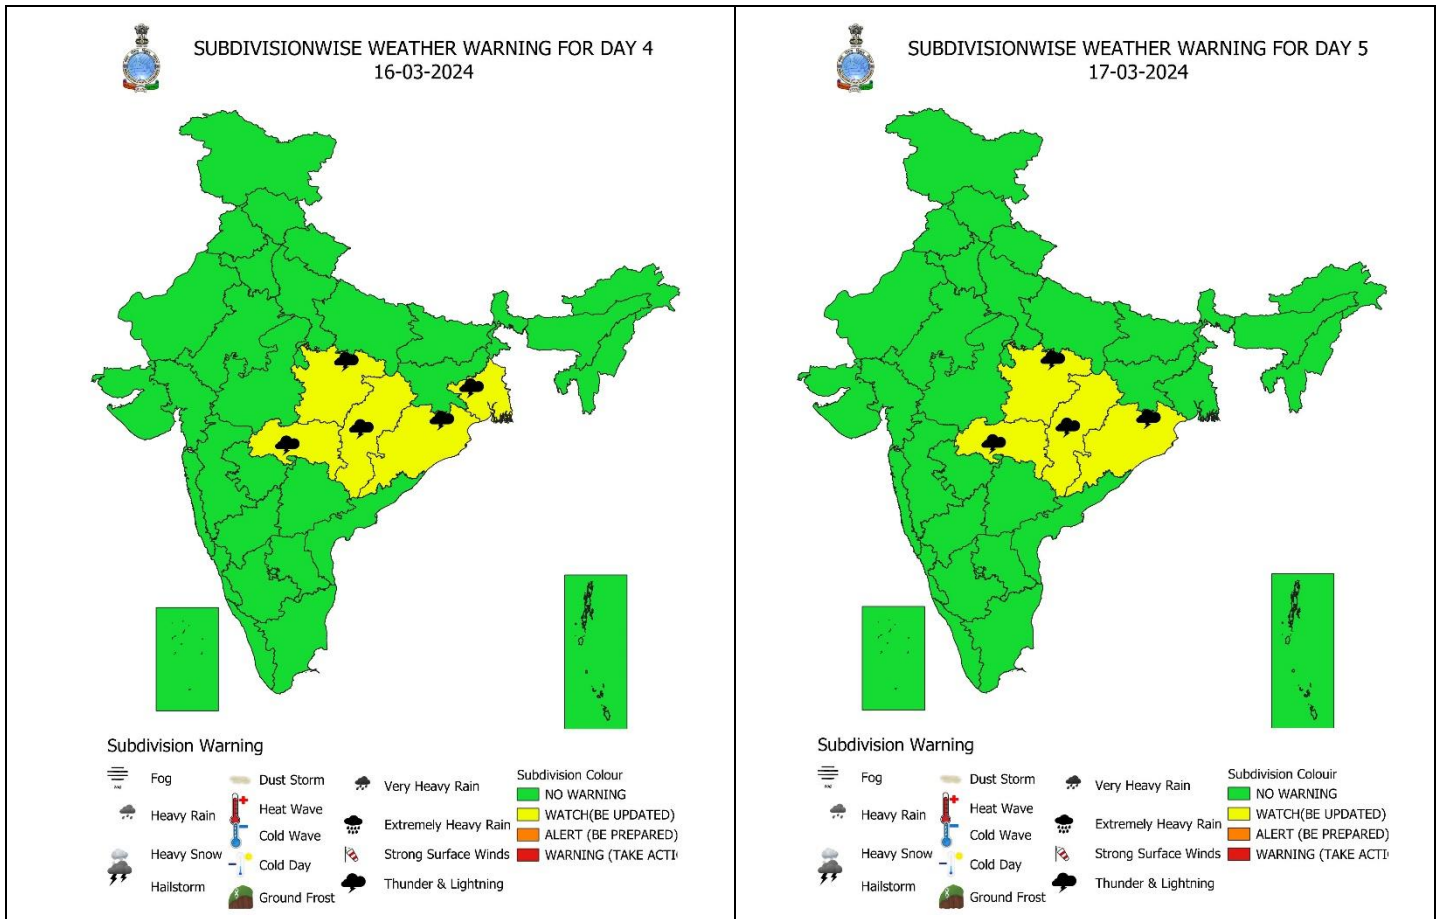 SUBDIVISIONWISE WEATHER WARNING FOR DAY 4
16-03-2024
Subdivision Warning
Fog
Dust Storm
Very Heavy Rain
Heavy Rain
Heat Wave
Cold Wave
Extremely Heavy Rain
Heavy Snow
Cold Day
Strong Surface Winds
Hailstorm
Ground Frost
Thunder & Lightning
Subdivision Colour
NO WARNING
WATCH(BE UPDATED)
ALERT (BE PREPARED)
WARNING (TAKE ACTI
SUBDIVISIONWISE WEATHER WARNING FOR DAY 5
17-03-2024
Subdivision Warning
Fog
Dust Storm
Very Heavy Rain
Heavy Rain
Heat Wave
Cold Wave
Extremely Heavy Rain
Heavy Snow
Cold Day
Strong Surface Winds
Hailstorm
Ground Frost
Thunder & Lightning
Subdivision Colouir
NO WARNING
WATCH(BE UPDATED)
ALERT (BE PREPARED)
WARNING (TAKE ACTI